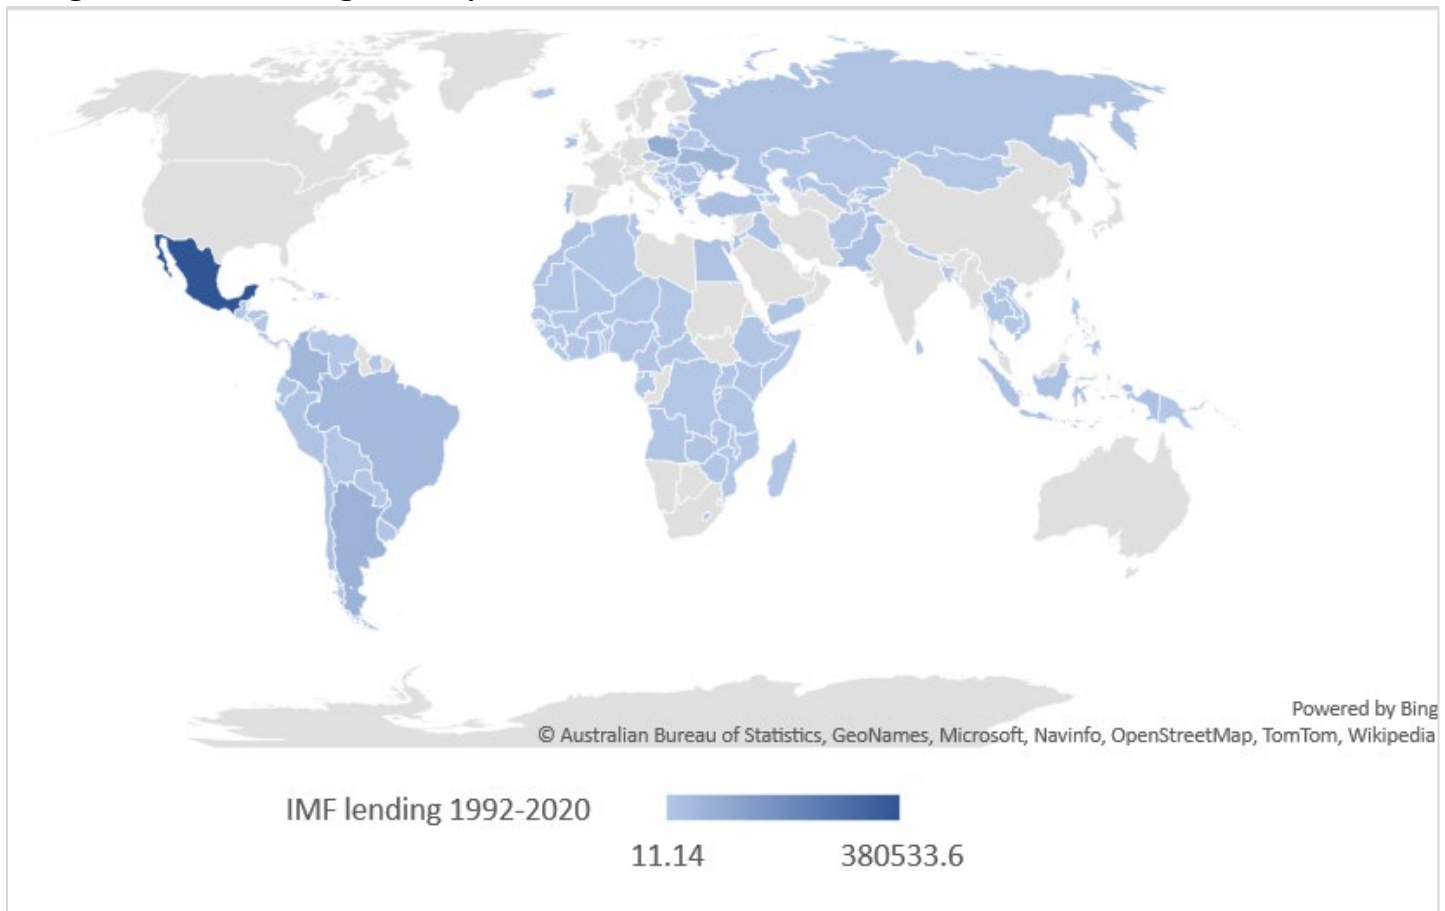 Powered by Bing
© Australian Bureau of Statistics, GeoNames, Microsoft, Navinfo, OpenStreetMap, TomTom, Wikipedia
IMF lending 1992-2020
11.14
380533.6